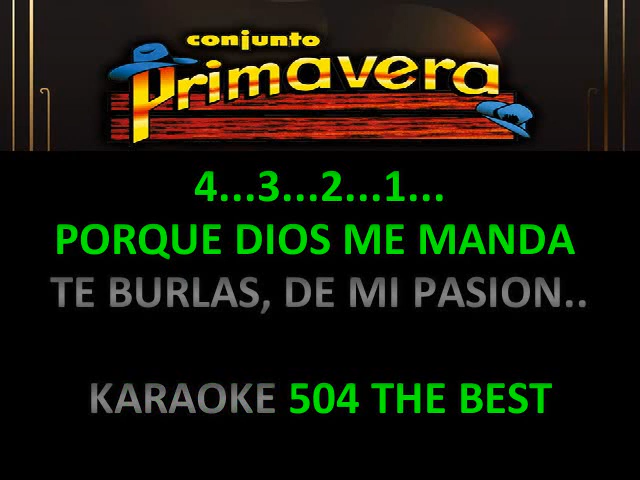 conjunto
Primavera
4...3...2...1...
PORQUE DIOS ME MANDA
TE BURLAS, DE MI PASION..
KARAOKE 504 THE BEST